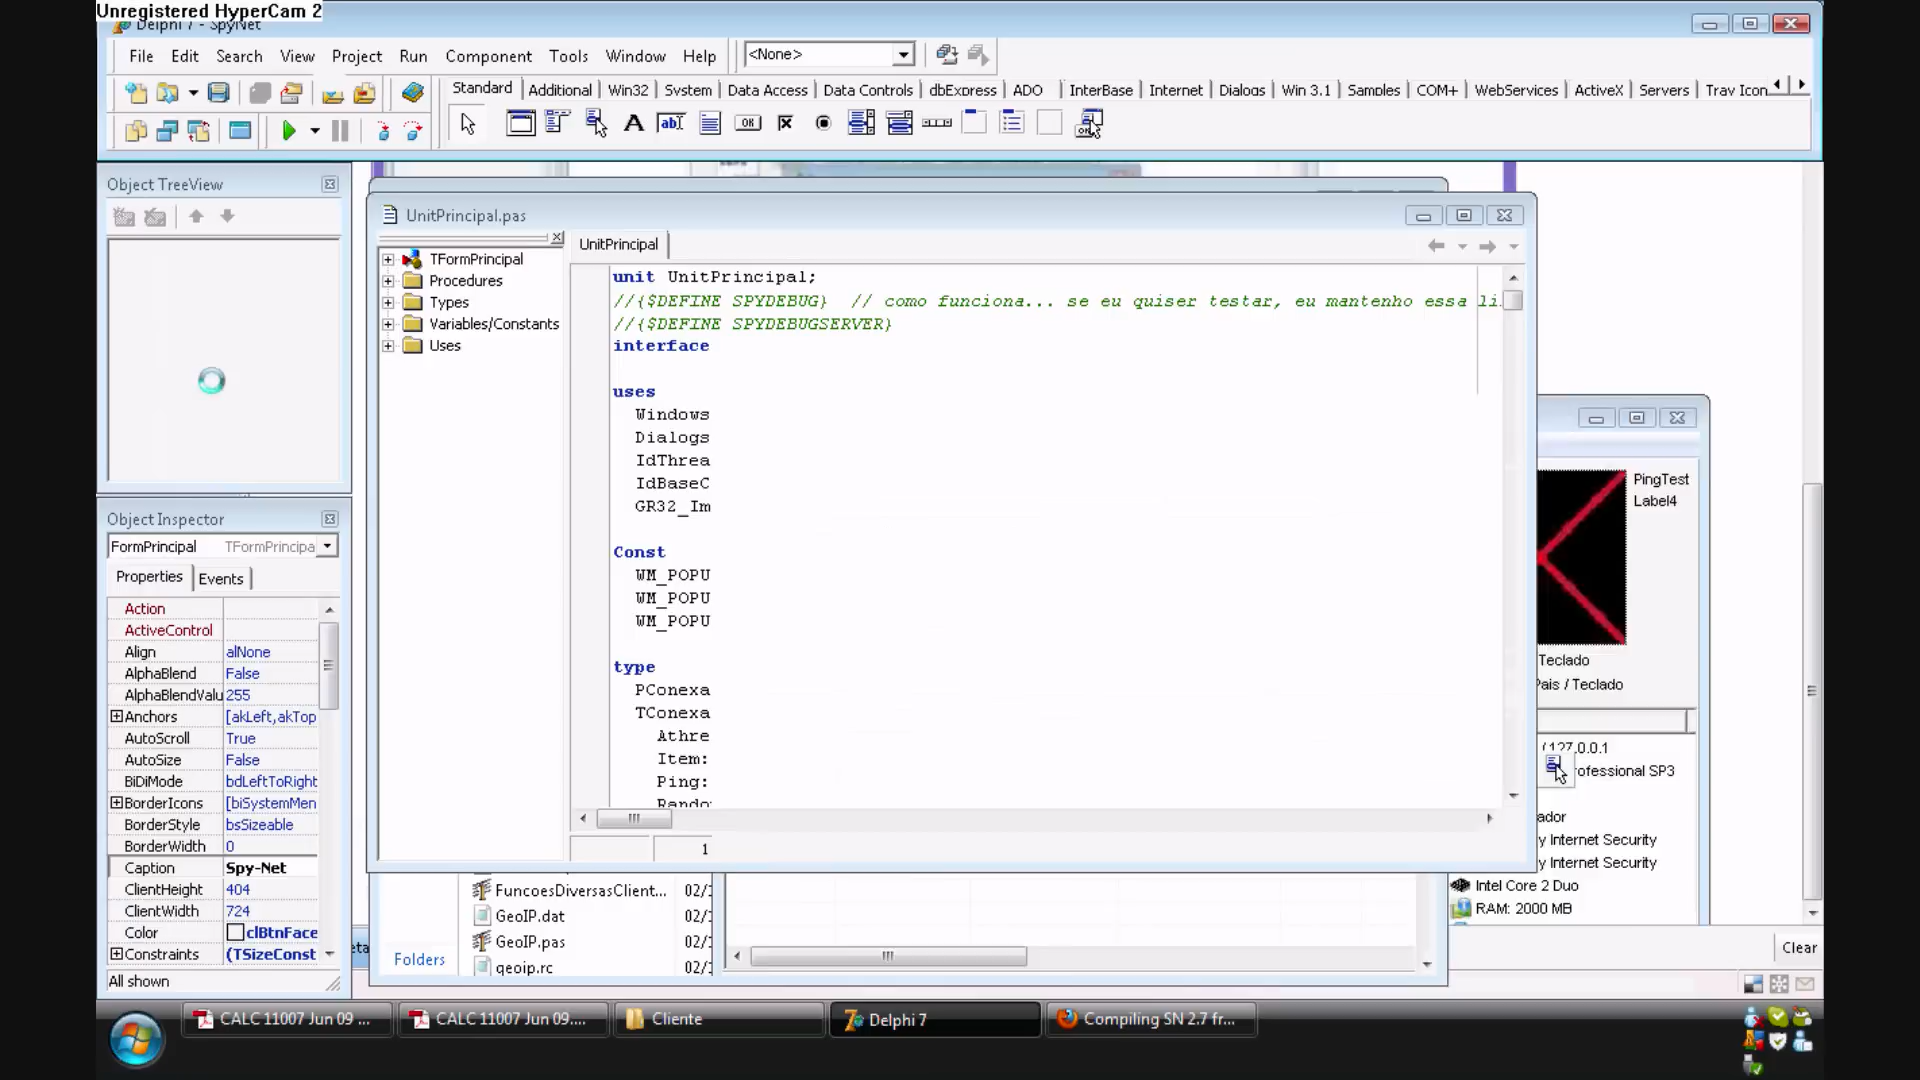 Unregistered HyperCam 2
Delphi 7 - SpyNet
File Edit Search View Project Run Component Tools Window Help <None>
Standard Additional Win32 System Data Access Data Controls dbExpress ADO InterBase Internet Dialogs Win 3.1 Samples COM+ WebServices ActiveX Servers Tray Icon
Object TreeView
UnitPrincipal.pas
UnitPrincipal
TFormPrincipal
Procedures
Types
Variables/Constants
Uses
unit UnitPrincipal;
//{$DEFINE SPYDEBUG} // como funciona... se eu quiser testar, eu mantenho essa li
//{$DEFINE SPYDEBUGSERVER}
interface
uses
Windows
Dialogs
IdThrea
IdBaseC
GR32_Im
Const
WM_POPU
WM_POPU
WM_POPU
type
PConexa
TConexa
Athre
Item:
Ping:
Rando
1
Object Inspector
FormPrincipal TFormPrincipa
Properties Events
Action
ActiveControl
Align alNone
AlphaBlend False
AlphaBlendValu 255
Anchors [akLeft,akTop
AutoScroll True
AutoSize False
BiDiMode bdLeftToRight
BorderIcons [biSystemMen
BorderStyle bsSizeable
BorderWidth 0
Caption Spy-Net
ClientHeight 404
ClientWidth 724
Color clBtnFace
Constraints (TSizeConst
All shown
PingTest
Label4
Teclado
Pais / Teclado
(127.0.0.1
rofessional SP3
ador
y Internet Security
y Internet Security
Intel Core 2 Duo
RAM: 2000 MB
Clear
FuncoesDiversasClient... 02/
GeoIP.dat 02/
GeoIP.pas 02/
geoip.rc 02/
Folders
CALC 11007 Jun 09 ... CALC 11007 Jun 09.... Cliente Delphi 7 Compiling SN 2.7 fr...